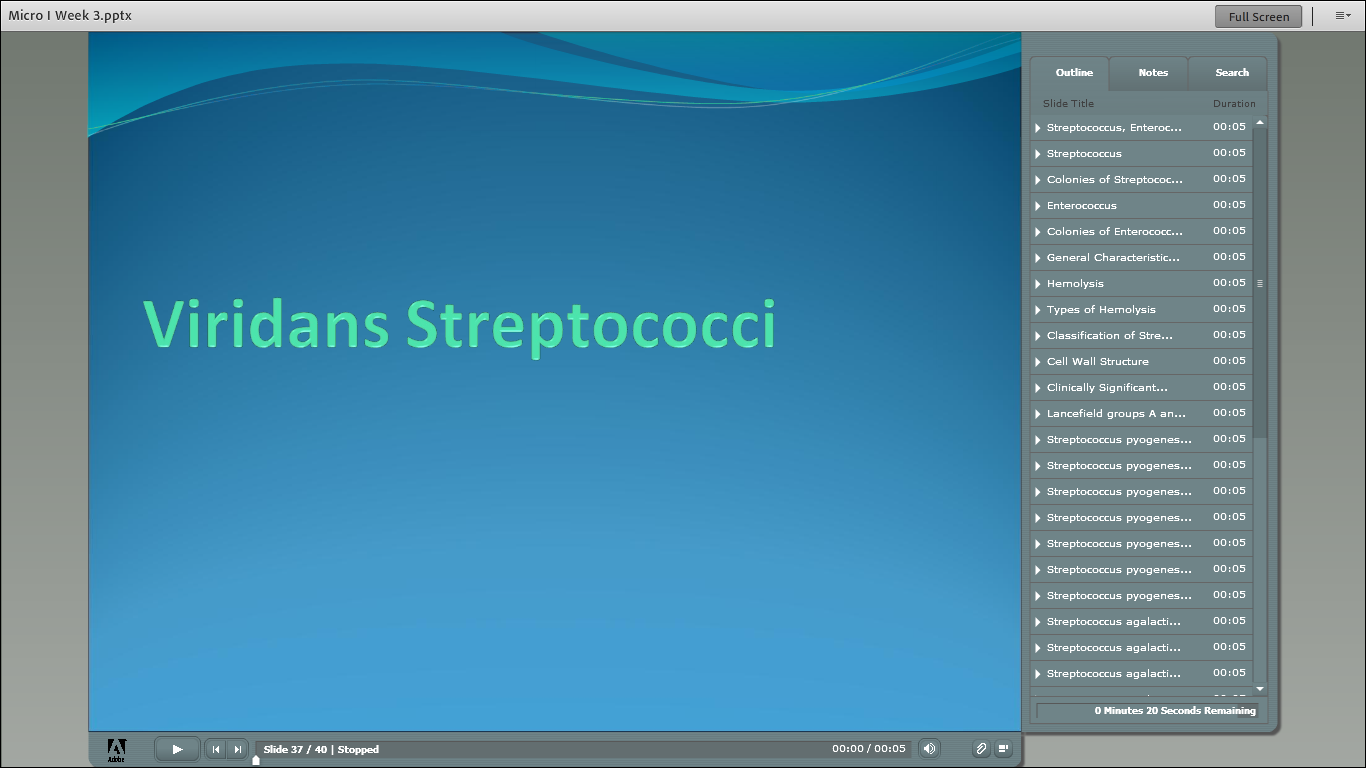 Micro I Week 3.pptx
Full Screen
Viridans Streptococci
Outline Notes Search
Slide Title Duration
Streptococcus, Enteroc... 00:05
Streptococcus 00:05
Colonies of Streptococ... 00:05
Enterococcus 00:05
Colonies of Enterococc... 00:05
General Characteristic... 00:05
Hemolysis 00:05
Types of Hemolysis 00:05
Classification of Stre... 00:05
Cell Wall Structure 00:05
Clinically Significant... 00:05
Lancefield groups A an... 00:05
Streptococcus pyogenes... 00:05
Streptococcus pyogenes... 00:05
Streptococcus pyogenes... 00:05
Streptococcus pyogenes... 00:05
Streptococcus pyogenes... 00:05
Streptococcus pyogenes... 00:05
Streptococcus pyogenes... 00:05
Streptococcus agalacti... 00:05
Streptococcus agalacti... 00:05
Streptococcus agalacti... 00:05
0 Minutes 20 Seconds Remaining
Adobe
Slide 37 / 40 | Stopped 00:00 / 00:05